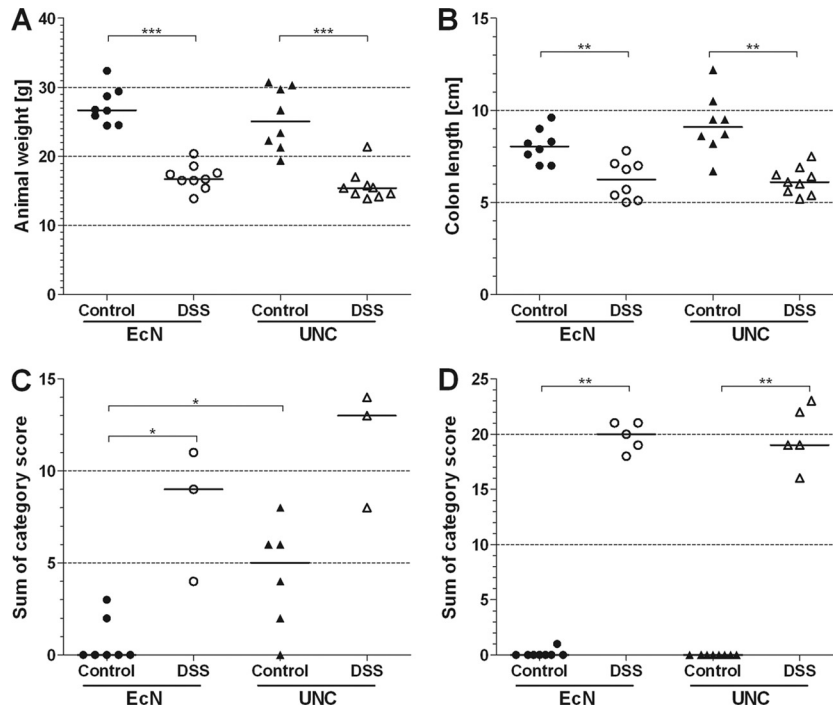 A
Animal weight [g]
40
30
20
10
0
***
***
Control
DSS
Control
DSS
EcN
UNC
B
Colon length [cm]
15
10
5
0
**
**
Control
DSS
Control
DSS
EcN
UNC
C
Sum of category score
15
10
5
0
*
*
Control
DSS
Control
DSS
EcN
UNC
D
Sum of category score
25
20
15
10
5
0
**
**
Control
DSS
Control
DSS
EcN
UNC